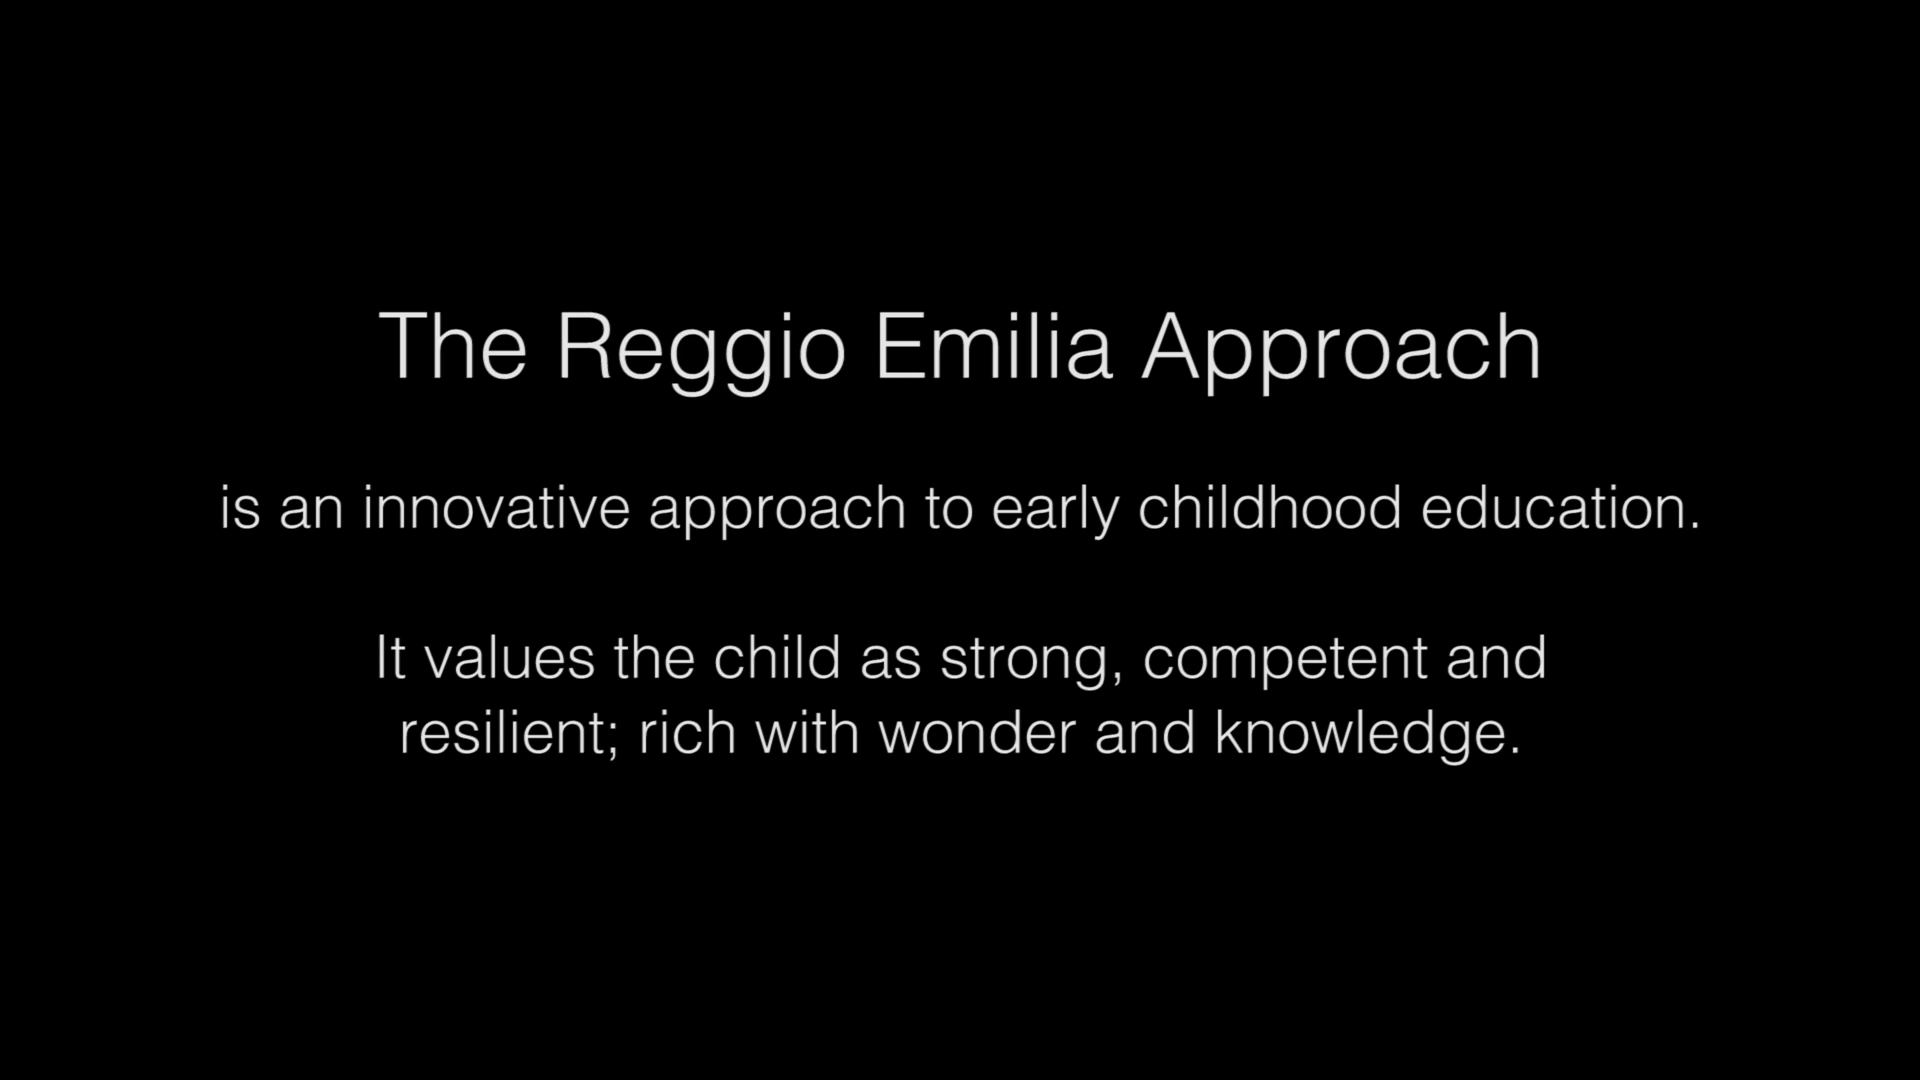 The Reggio Emilia Approach
is an innovative approach to early childhood education.
It values the child as strong, competent and
resilient; rich with wonder and knowledge.